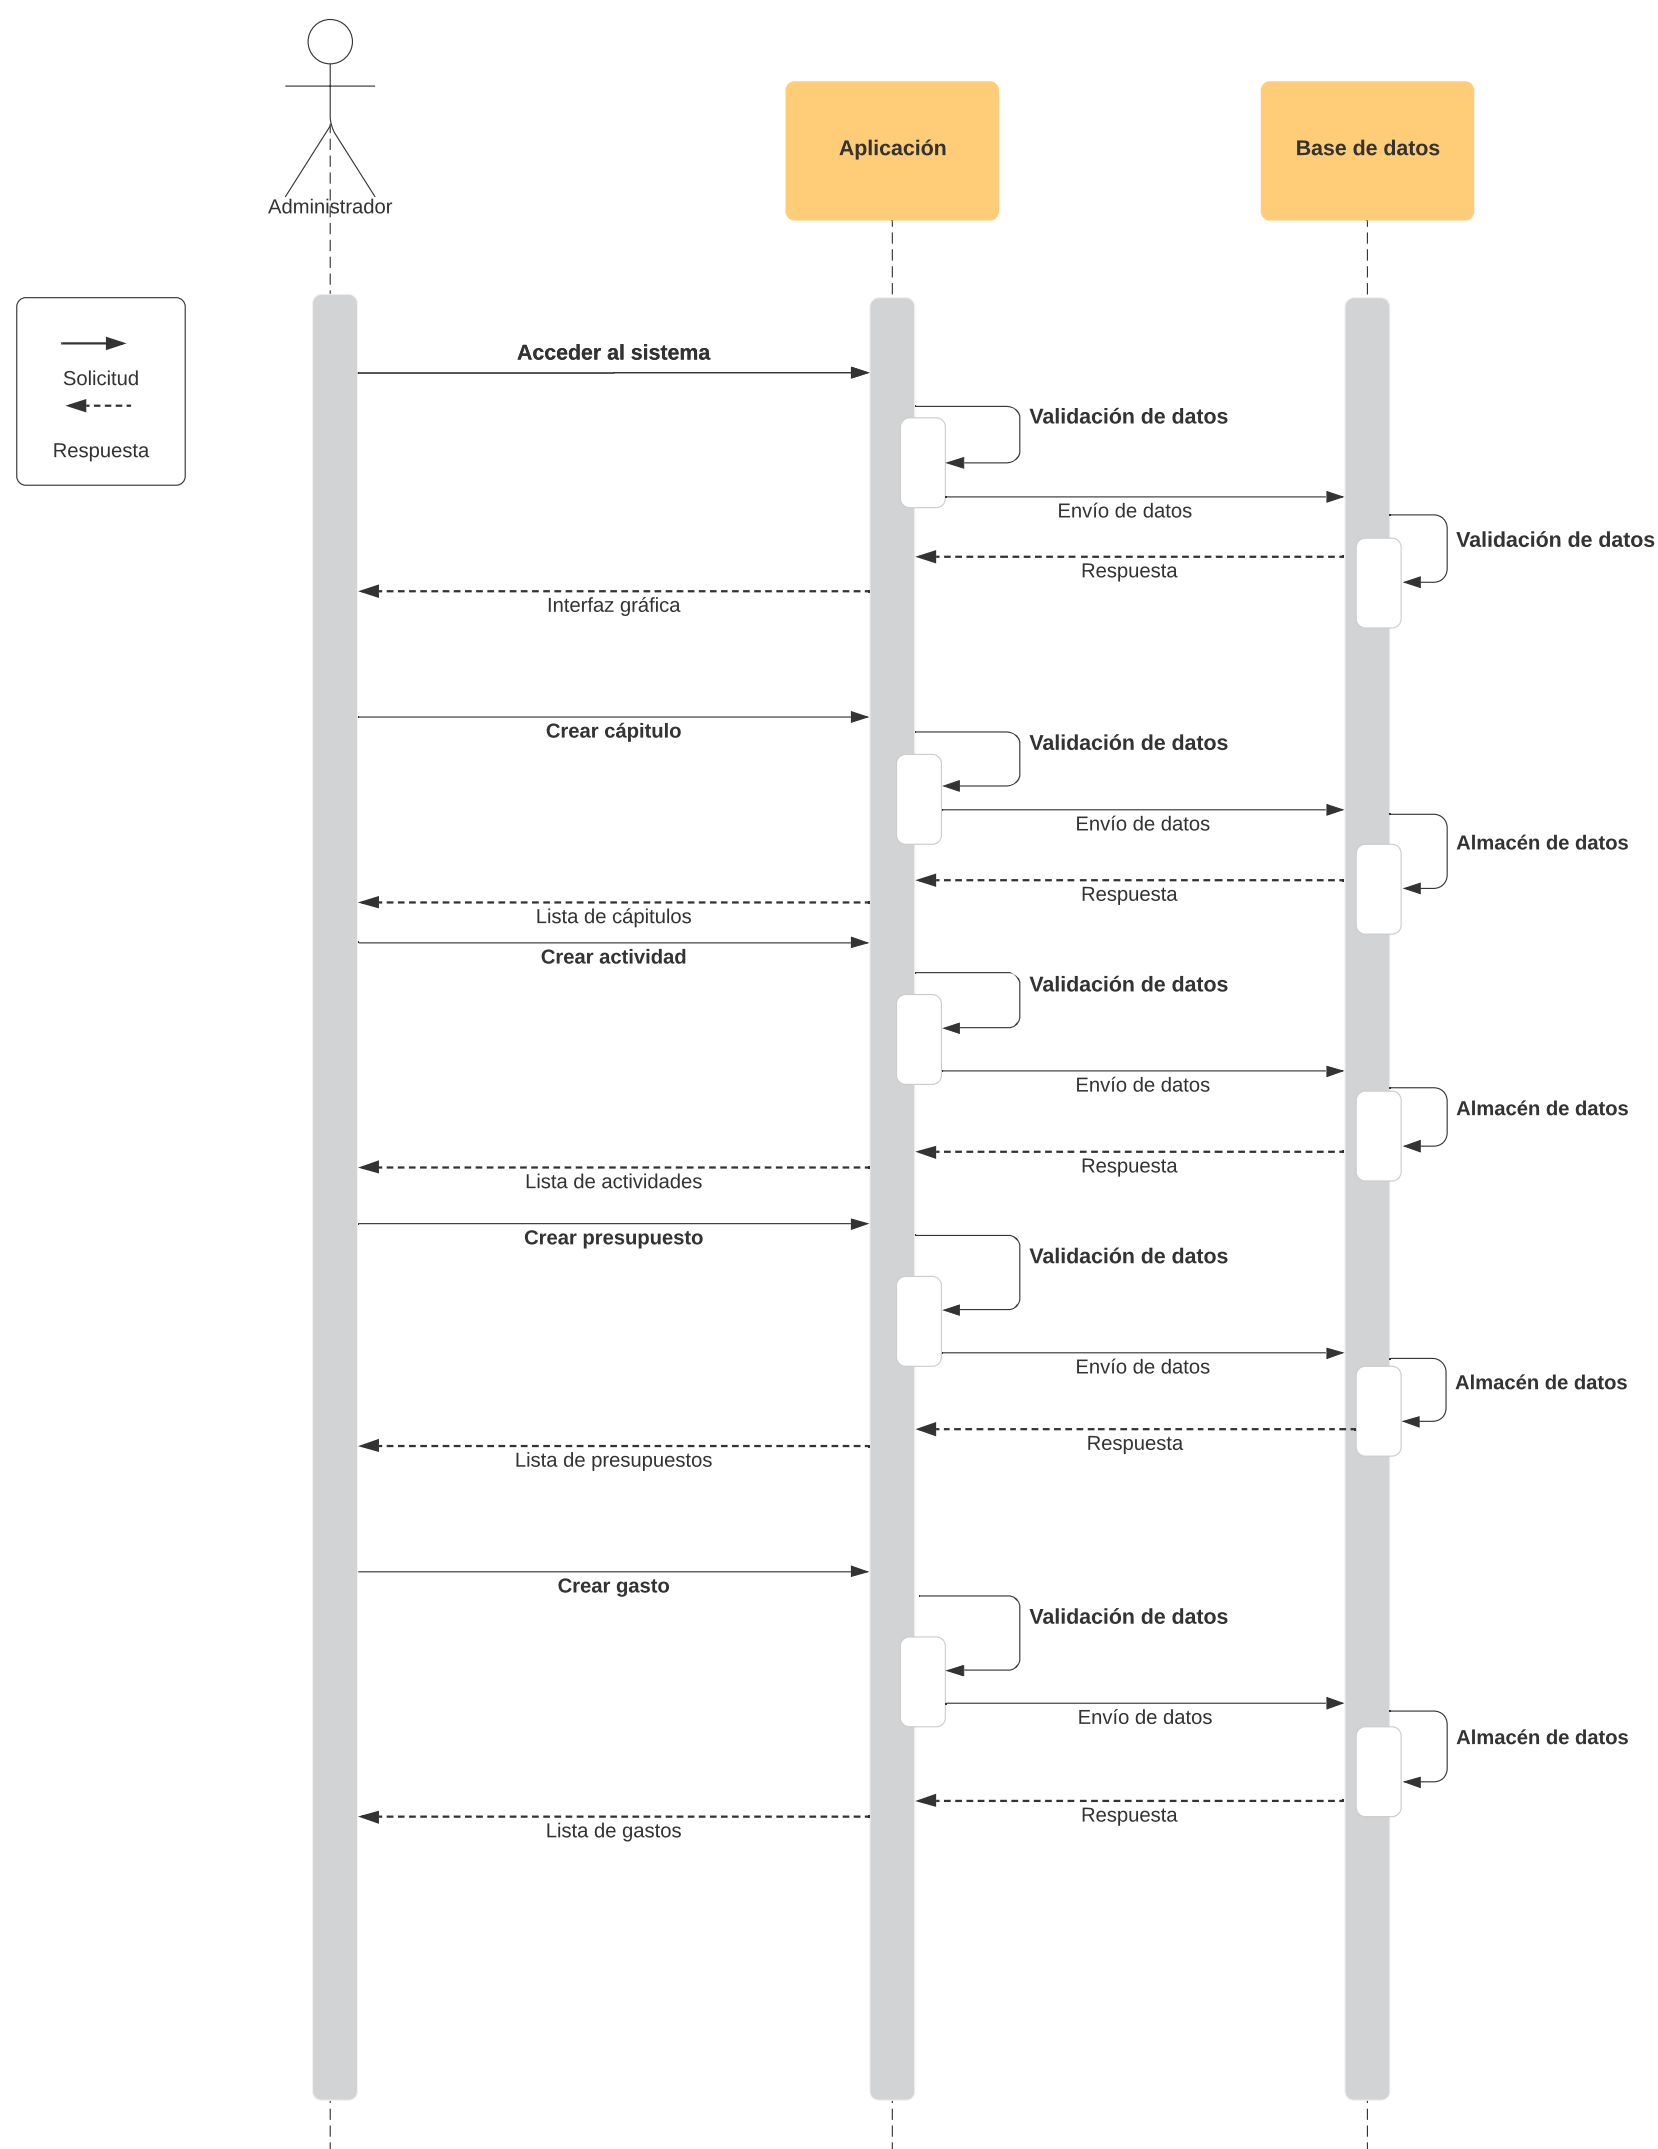 Administrador
Aplicación
Base de datos
Solicitud
Respuesta
Acceder al sistema
Validación de datos
Envío de datos
Validación de datos
Respuesta
Interfaz gráfica
Crear cápitulo
Validación de datos
Envío de datos
Almacén de datos
Respuesta
Lista de cápitulos
Crear actividad
Validación de datos
Envío de datos
Almacén de datos
Respuesta
Lista de actividades
Crear presupuesto
Validación de datos
Envío de datos
Almacén de datos
Respuesta
Lista de presupuestos
Crear gasto
Validación de datos
Envío de datos
Almacén de datos
Respuesta
Lista de gastos